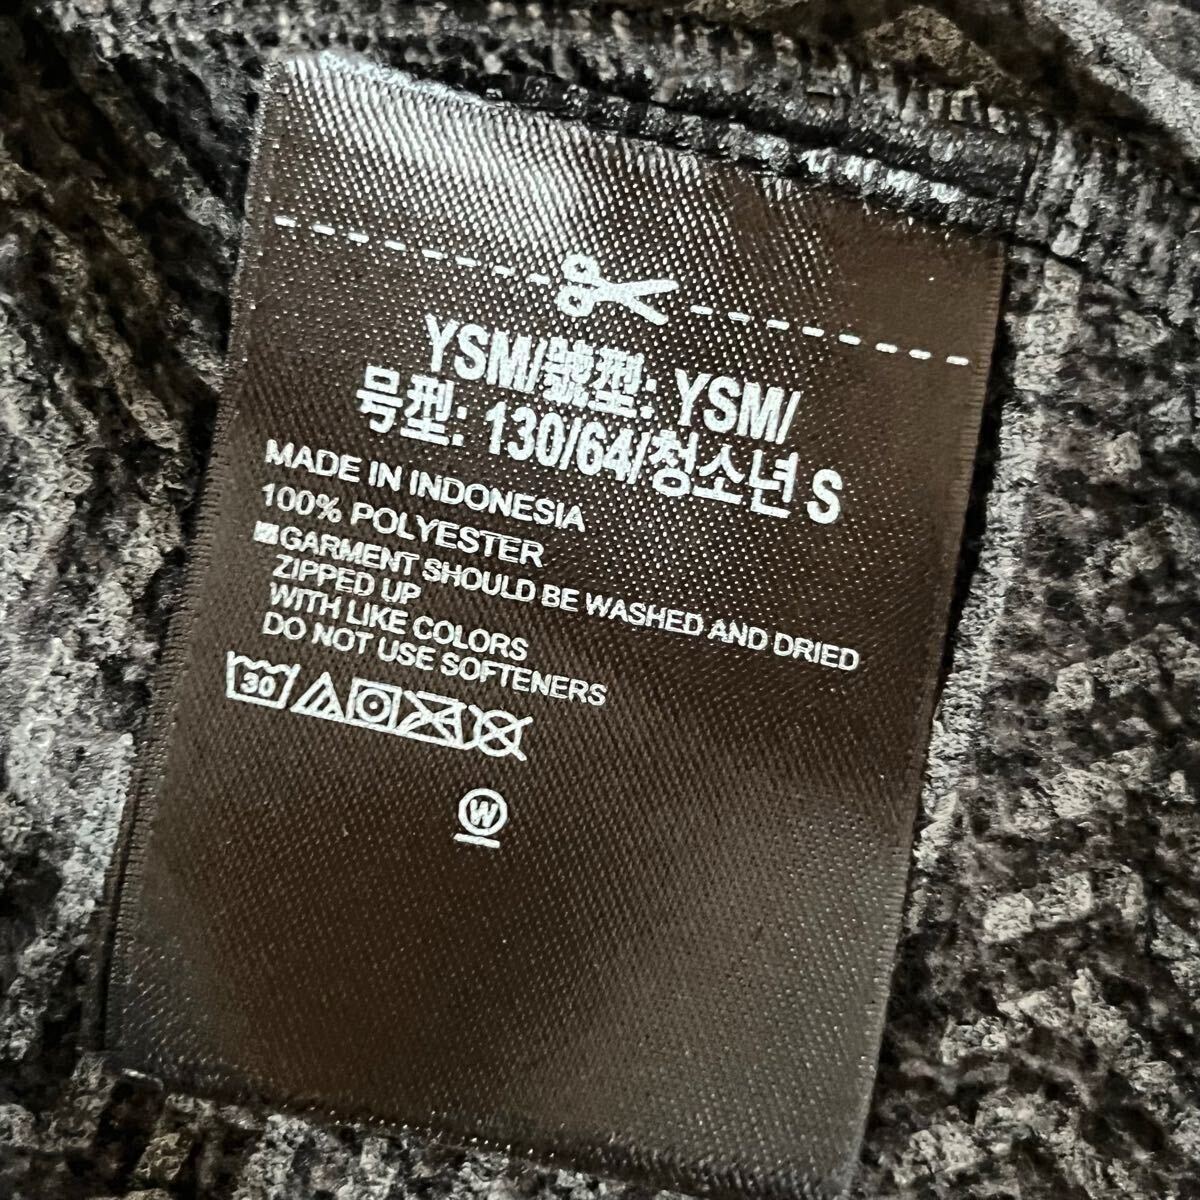 YSM/號型: YSM/
号型: 130/64/청소년 S
MADE IN INDONESIA
100% POLYESTER
GARMENT SHOULD BE WASHED AND DRIED
ZIPPED UP
WITH LIKE COLORS
DO NOT USE SOFTENERS
30
W